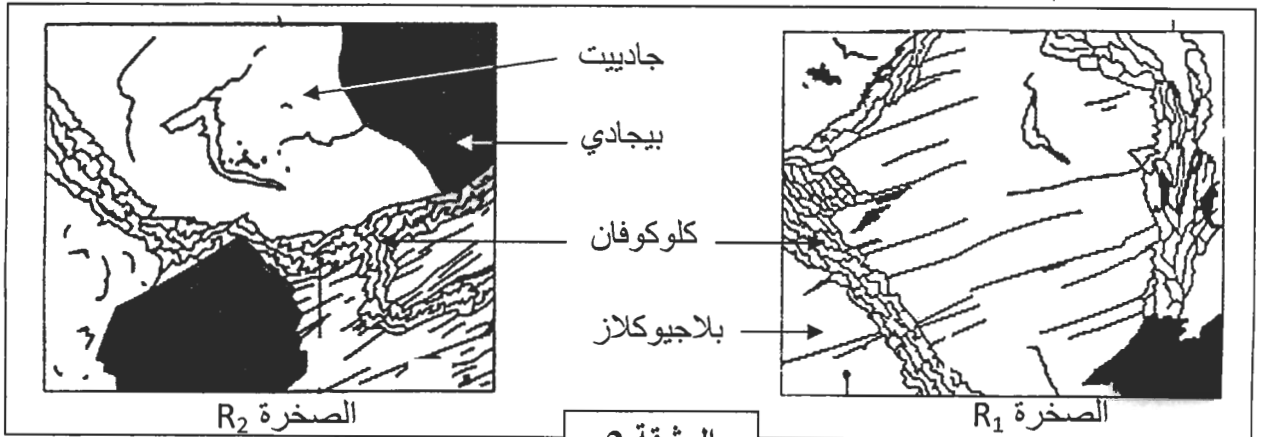 جادييت
بيجادي
كلوكوفان
بلاجيوكلاز
الصخرة R₁
الصخرة R₂